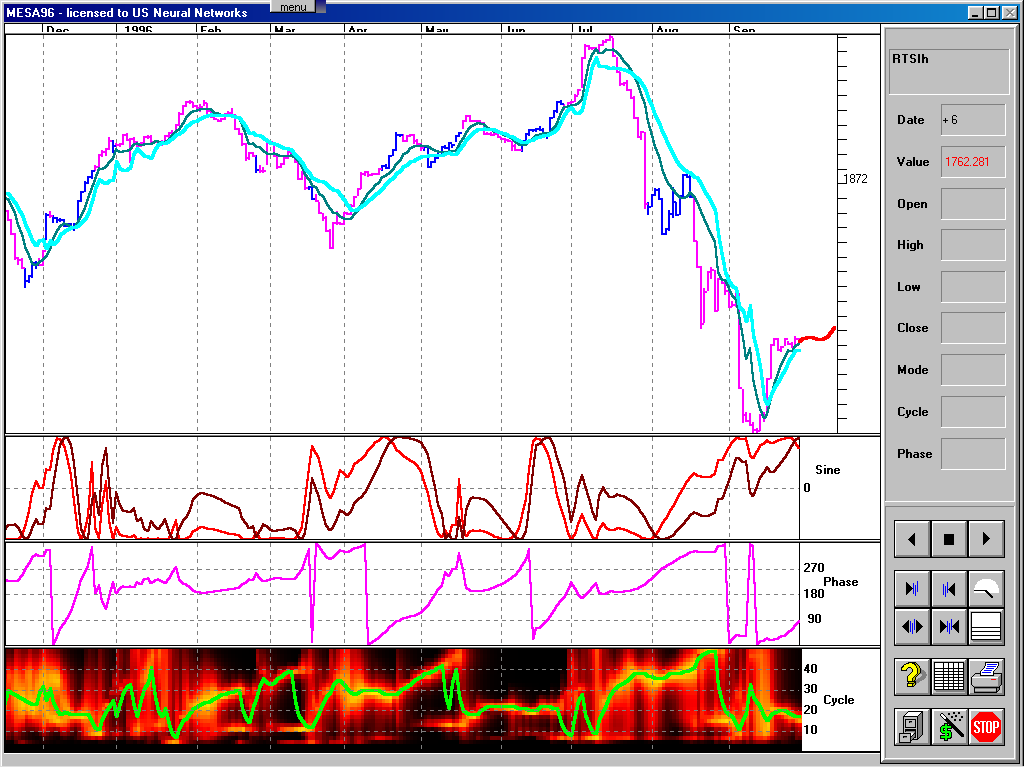 MESA96 - licensed to US Neural Networks
menu
Dec 1996 Feb Mar Apr May Jun Jul Aug Sep
RTSIh
Date +6
Value 1762.281
1872
Open
High
Low
Close
Mode
Cycle
Phase
Sine
0
270
Phase
180
90
40
30
Cycle
20
10
STOP